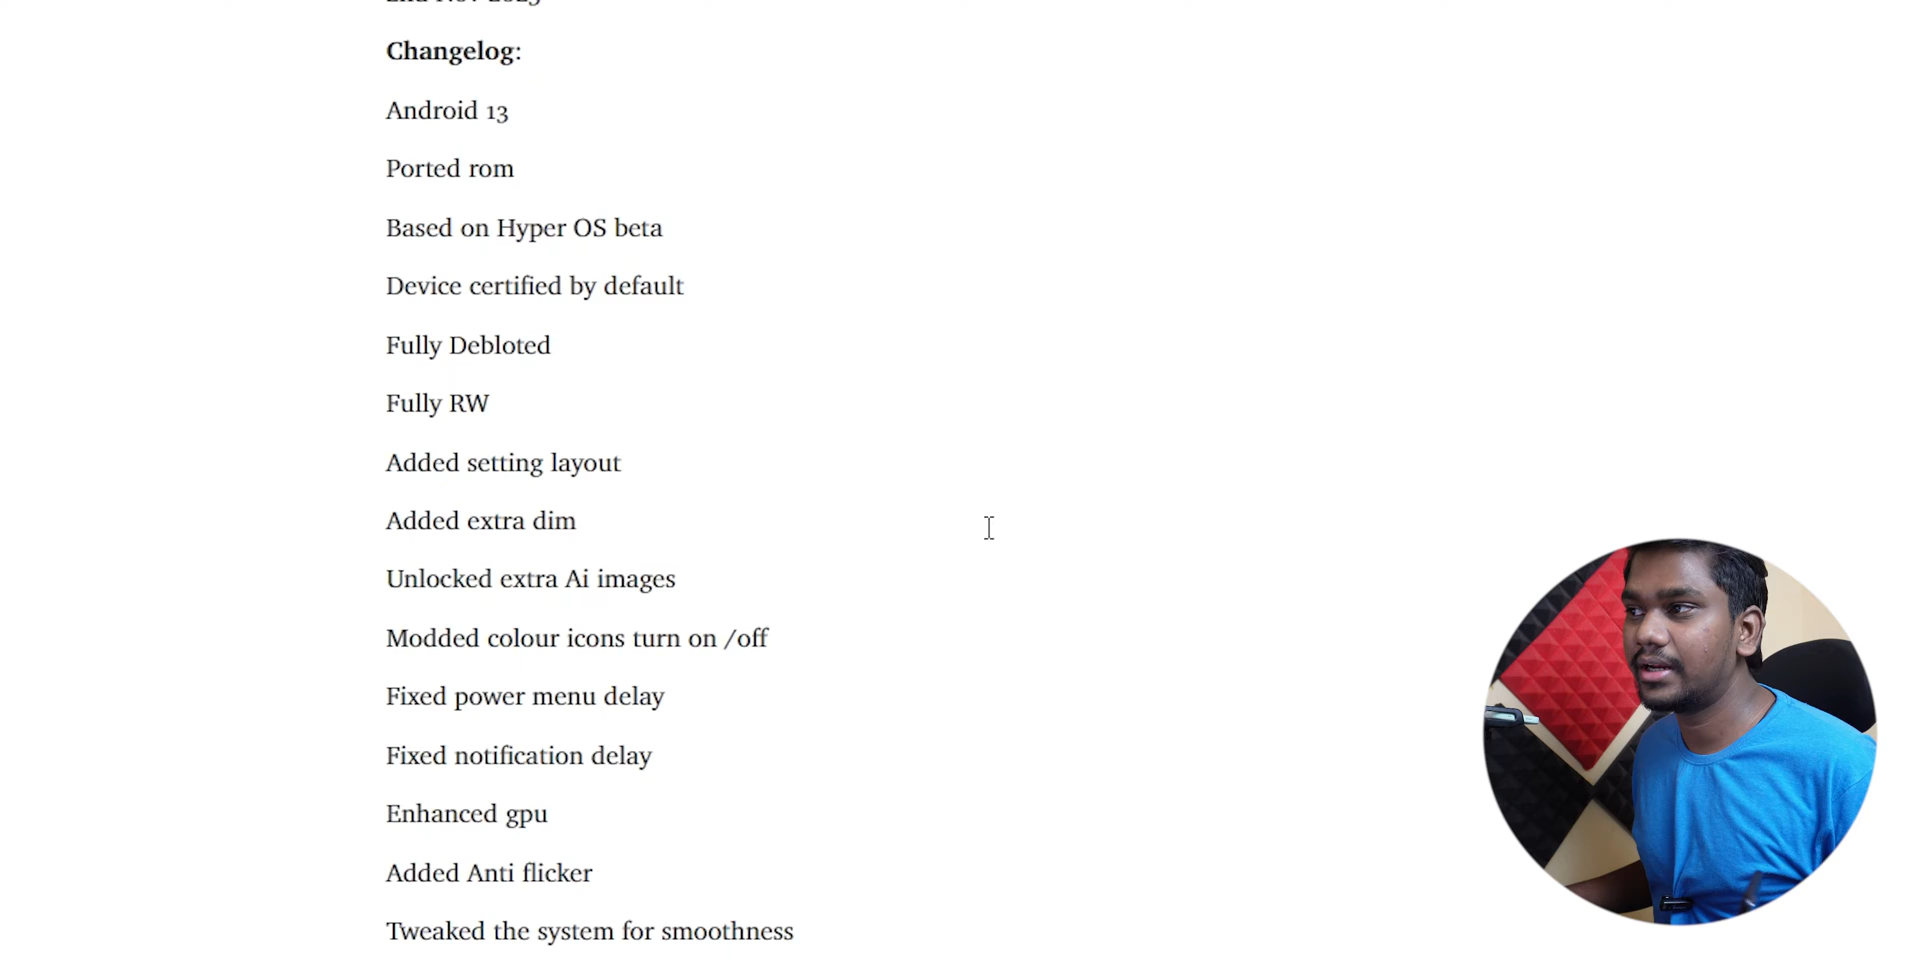 Changelog:
Android 13
Ported rom
Based on Hyper OS beta
Device certified by default
Fully Debloted
Fully RW
Added setting layout
Added extra dim
Unlocked extra Ai images
Modded colour icons turn on /off
Fixed power menu delay
Fixed notification delay
Enhanced gpu
Added Anti flicker
Tweaked the system for smoothness